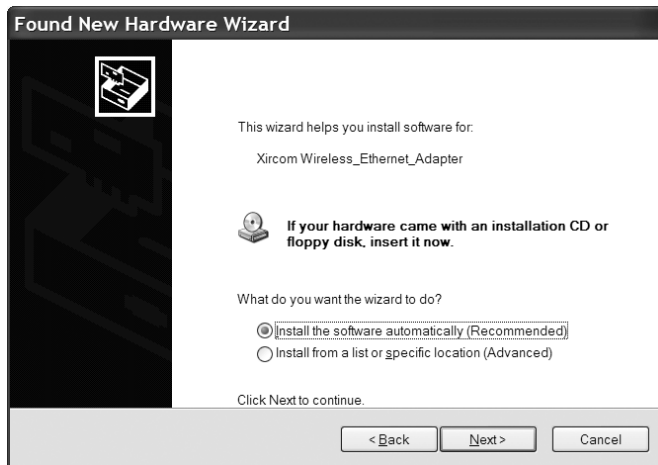 Found New Hardware Wizard
This wizard helps you install software for:
Xircom Wireless_Ethernet_Adapter
If your hardware came with an installation CD or
floppy disk, insert it now.
What do you want the wizard to do?
Install the software automatically (Recommended)
Install from a list or specific location (Advanced)
Click Next to continue.
< Back
Next >
Cancel